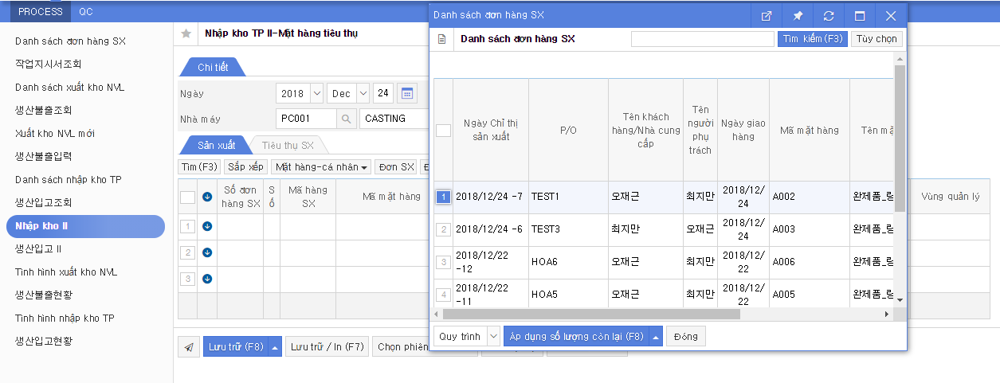 PROCESS QC
Danh sách đơn hàng SX
작업지시서조회
Danh sách xuất kho NVL
생산불출조회
Xuất kho NVL mới
생산불출입력
Danh sách nhập kho TP
생산입고조회
Nhập kho II
생산입고 II
Tình hình xuất kho NVL
생산불출현황
Tình hình nhập kho TP
생산입고현황
Nhập kho TP II-Mặt hàng tiêu thụ
Chi tiết
Ngày 2018 Dec 24
Nhà máy PC001 CASTING
Sản xuất Tiêu thụ SX
Tìm(F3) Sắp xếp Mặt hàng-cá nhân Đơn SX
Số đơn hàng SX Số Mã hàng SX Mã mặt hàng Vùng quản lý
1
2
3
Lưu trữ (F8) Lưu trữ / In (F7) Chọn phiên
Danh sách đơn hàng SX
Danh sách đơn hàng SX Tìm kiếm(F3) Tùy chọn
Ngày Chỉ thị sản xuất P/O Tên khách hàng/Nhà cung cấp Tên người phụ trách Ngày giao hàng Mã mặt hàng Tên
1 2018/12/24 -7 TEST1 오재근 최지만 2018/12/24 A002 완제품_
2 2018/12/24 -6 TEST3 최지만 오재근 2018/12/24 A003 완제품_
3 2018/12/22 -12 HOA6 오재근 최지만 2018/12/22 A006 완제품_
4 2018/12/22 -11 HOA5 오재근 최지만 2018/12/22 A005 완제품_
Quy trình Áp dụng số lượng còn lại (F8) Đóng